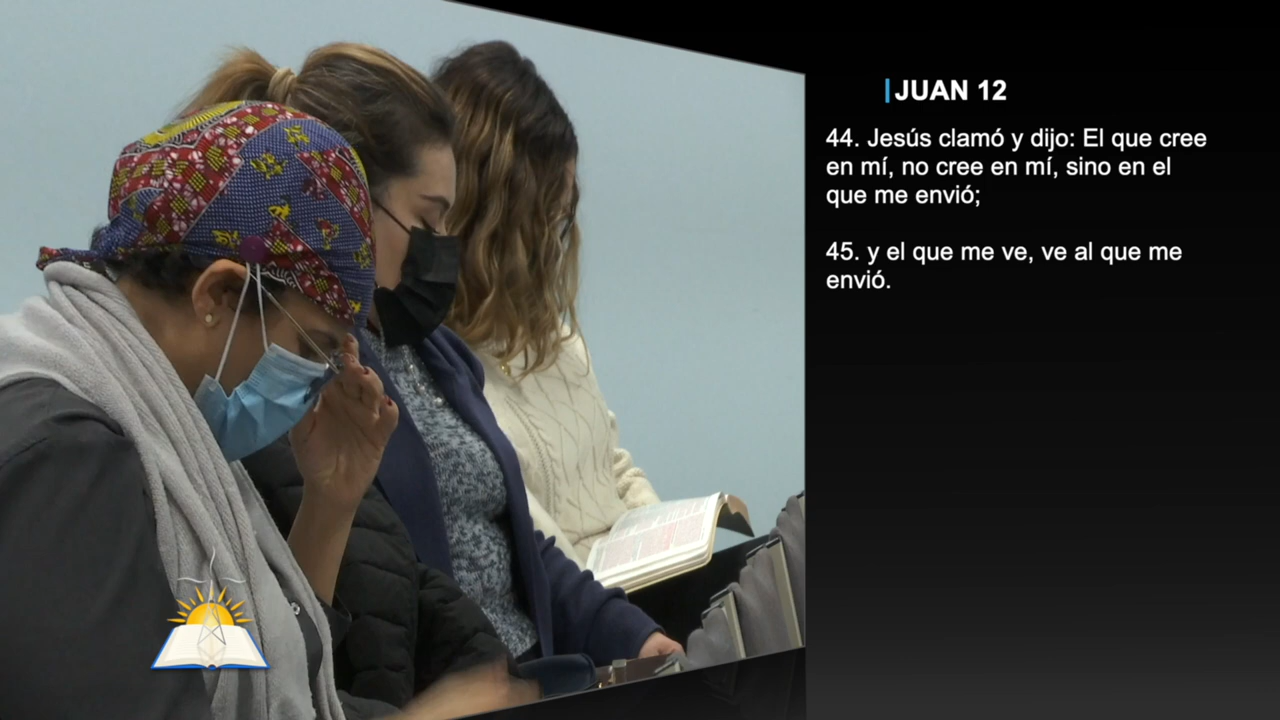 JUAN 12
44. Jesús clamó y dijo: El que cree
en mí, no cree en mí, sino en el
que me envió;
45. y el que me ve, ve al que me
envió.